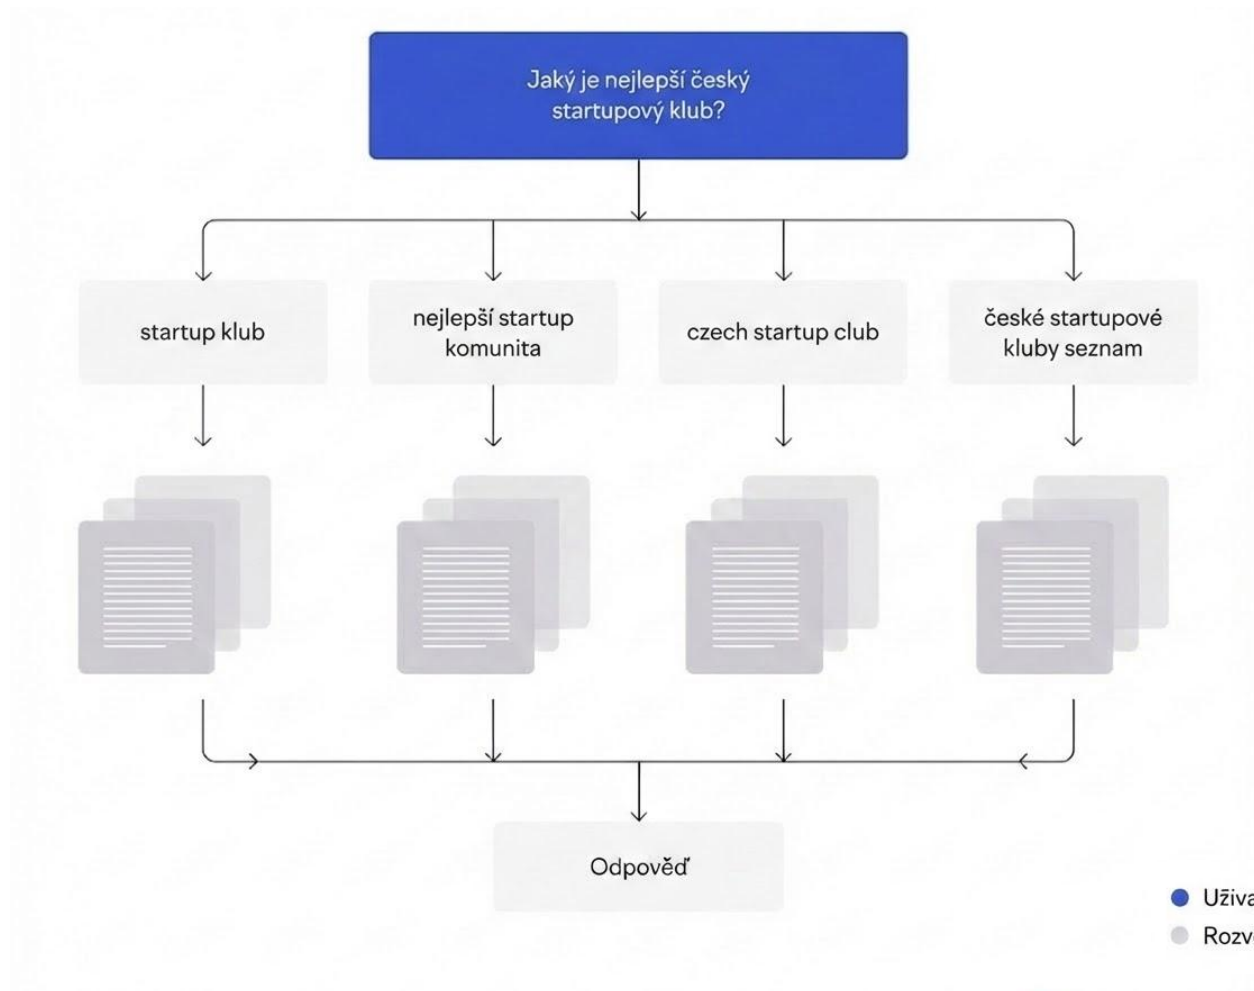 Jaký je nejlepší český
startupový klub?
startup klub
nejlepší startup
komunita
czech startup club
české startupové
kluby seznam
Odpověď